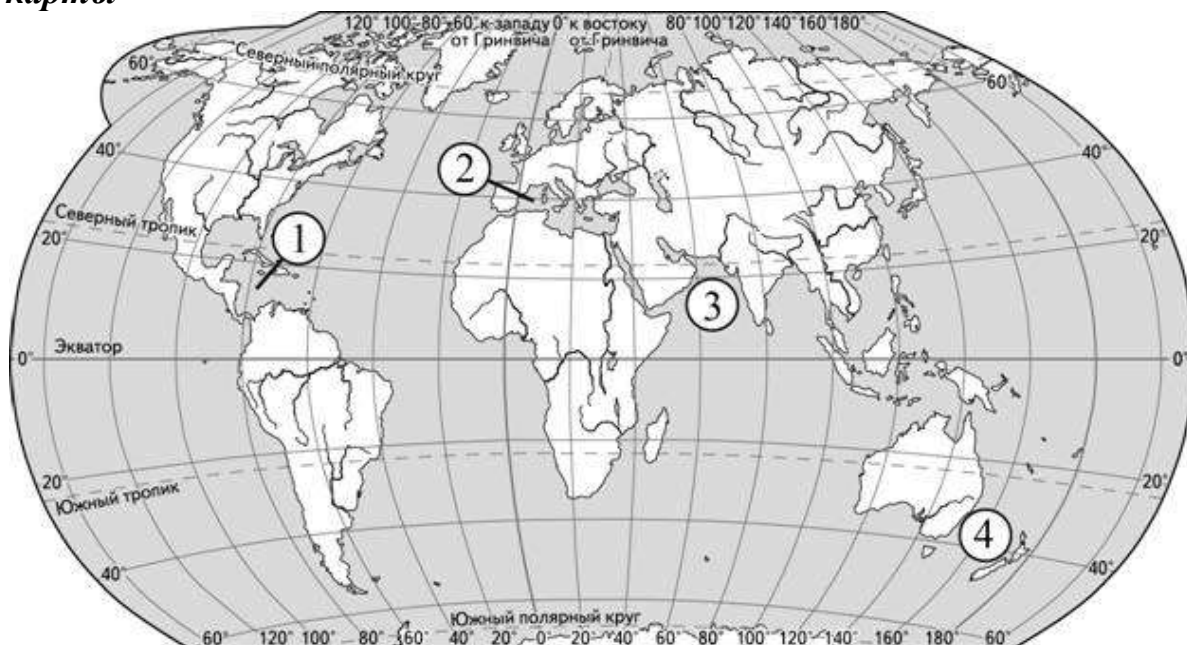 карты
120° 100° 80° 60° к западу 0° к востоку 80° 100° 120° 140° 160° 180°
от Гринвича от Гринвича
Северный полярный круг
60° 60°
40° 40°
Северный тропик
20° 20°
1
2
3
Экватор
0° 0°
20° 20°
Южный тропик
4
40° 40°
Южный полярный круг
60° 120° 100° 80° 60° 40° 20° 0° 20° 40° 60° 80° 100° 120° 140° 160° 180° 60°